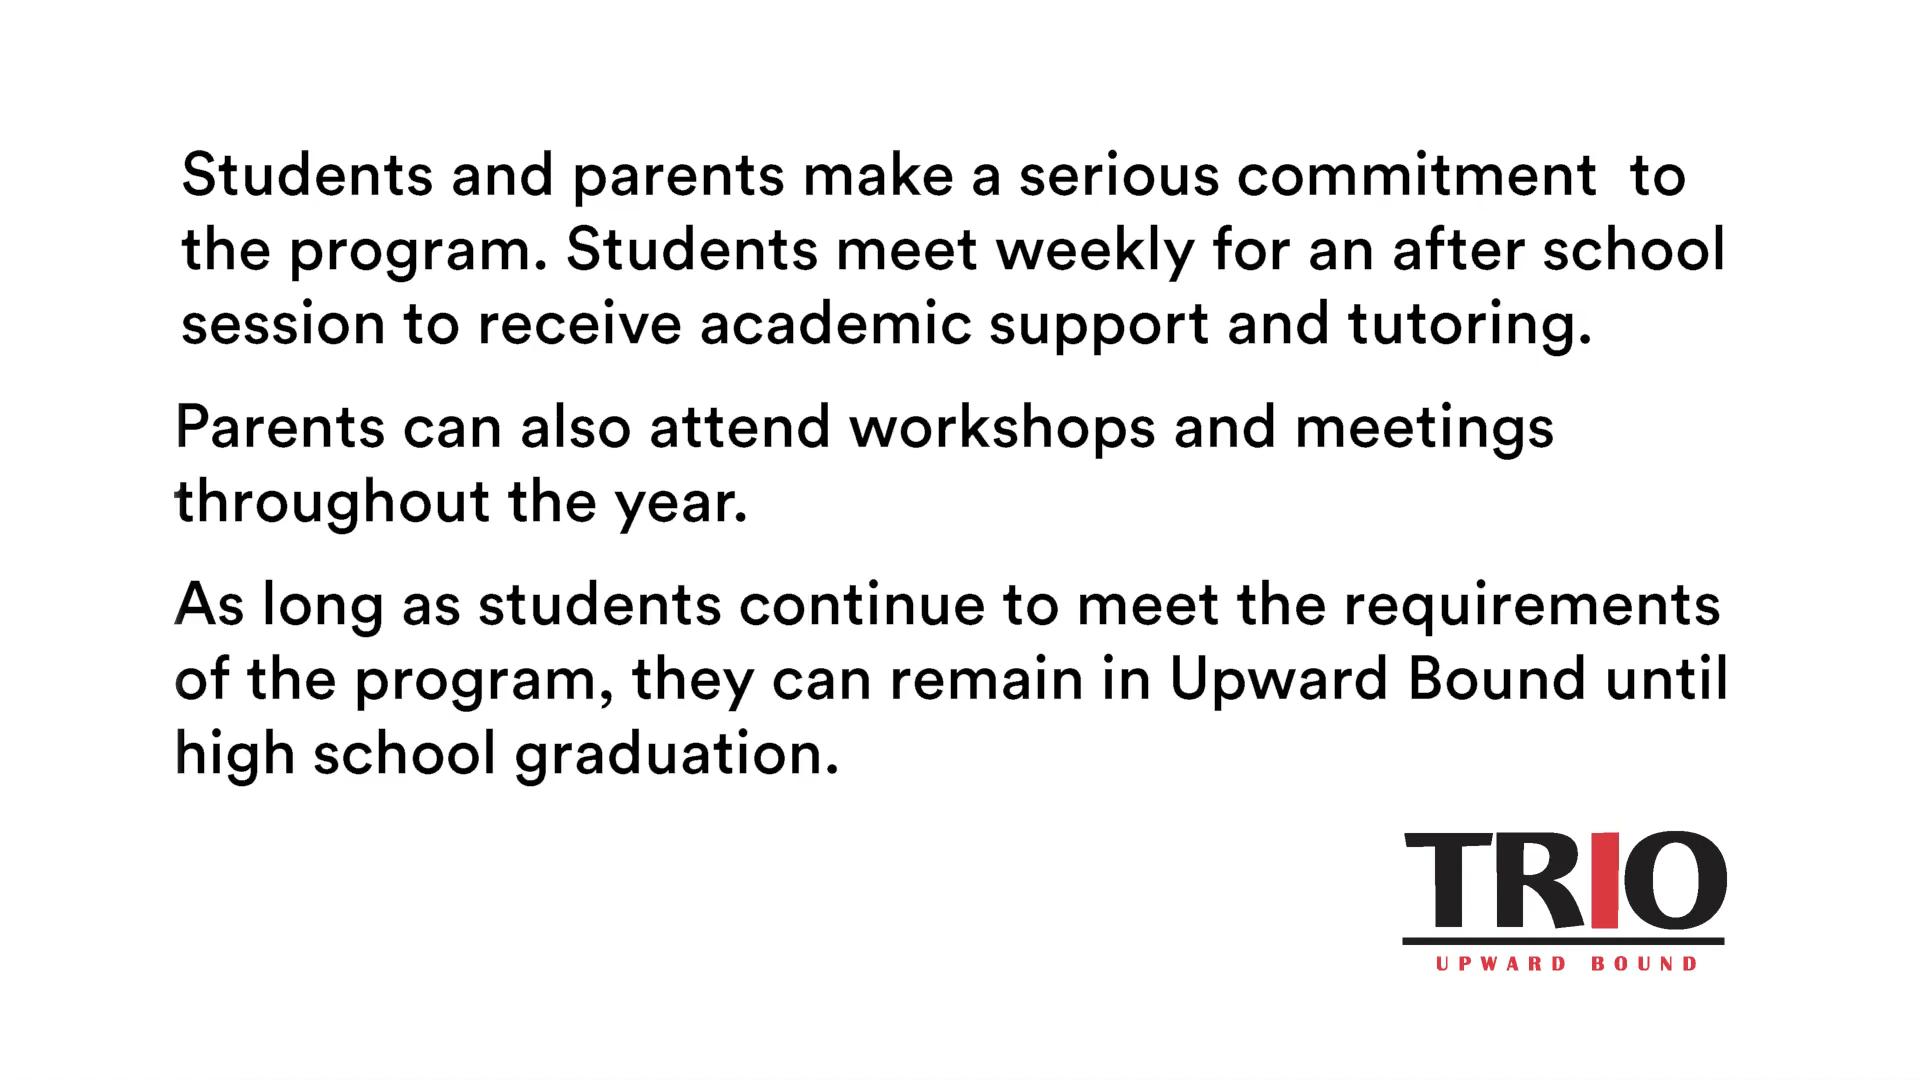 Students and parents make a serious commitment  to
the program. Students meet weekly for an after school
session to receive academic support and tutoring.
Parents can also attend workshops and meetings
throughout the year.
As long as students continue to meet the requirements
of the program, they can remain in Upward Bound until
high school graduation.
TRIO
UPWARD BOUND